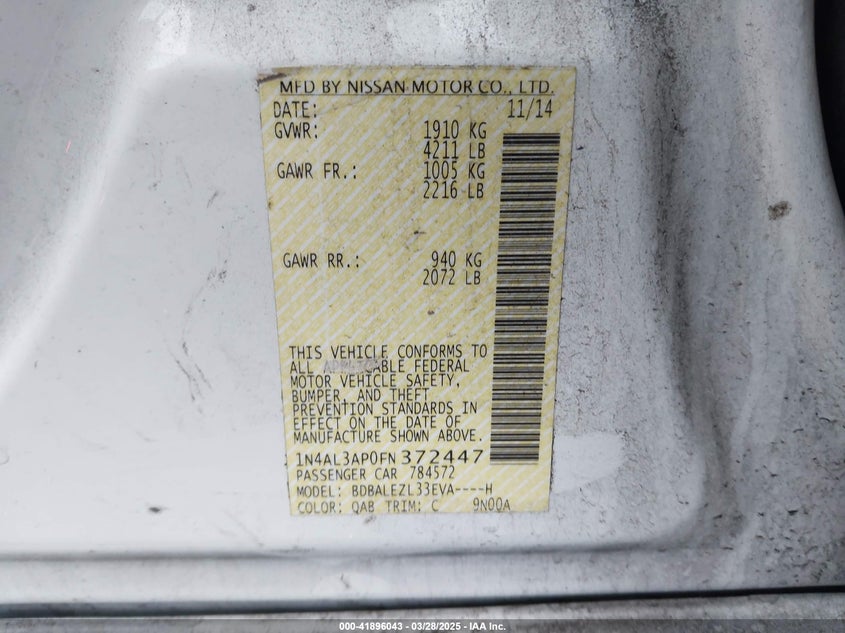 MFD BY NISSAN MOTOR CO., LTD.
DATE: 11/14
GVWR: 1910 KG
4211 LB
GAWR FR.: 1005 KG
2216 LB
GAWR RR.: 940 KG
2072 LB
THIS VEHICLE CONFORMS TO
ALL APPLICABLE FEDERAL
MOTOR VEHICLE SAFETY,
BUMPER, AND THEFT
PREVENTION STANDARDS IN
EFFECT ON THE DATE OF
MANUFACTURE SHOWN ABOVE.
1N4AL3AP0FN372447
PASSENGER CAR 784572
MODEL: BDBALEZL33EVA----H
COLOR: QAB TRIM: C 9N00A
000-41896043 / 03/28/2025 - IAA Inc.